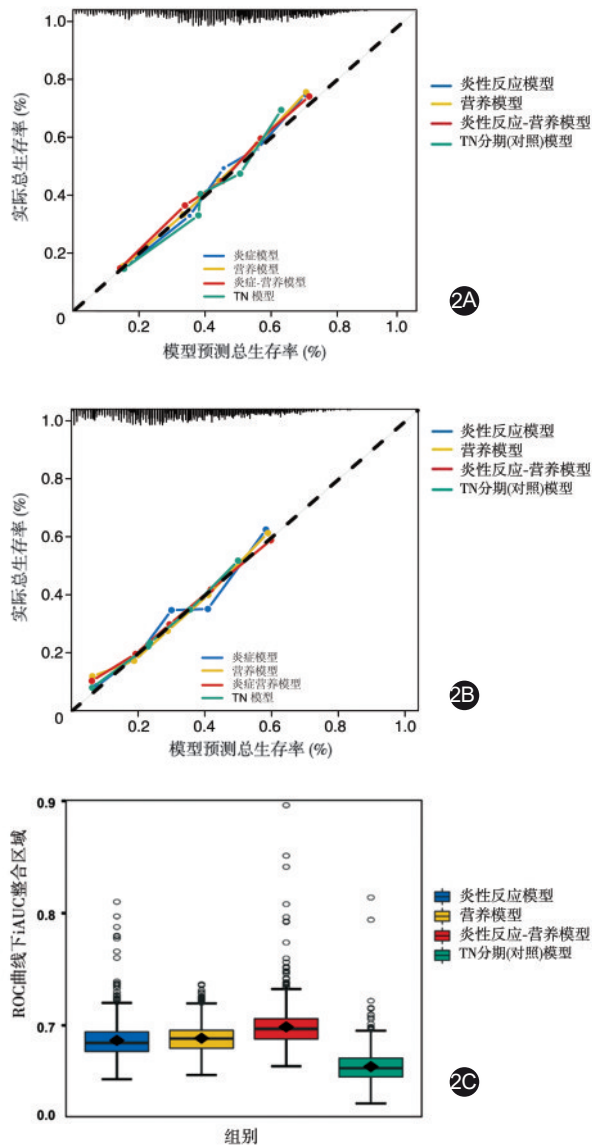 1.0
0.8
0.6
0.4
0.2
0
实际总生存率 (%)
0.2 0.4 0.6 0.8 1.0
模型预测总生存率 (%)
炎症模型
营养模型
炎症-营养模型
TN 模型
炎性反应模型
营养模型
炎性反应-营养模型
TN分期(对照)模型
2A
1.0
0.8
0.6
0.4
0.2
0
实际总生存率 (%)
0.2 0.4 0.6 0.8 1.0
模型预测总生存率 (%)
炎症模型
营养模型
炎症营养模型
TN 模型
炎性反应模型
营养模型
炎性反应-营养模型
TN分期(对照)模型
2B
0.9
0.8
0.7
0.0
ROC曲线下iAUC整合区域
组别
炎性反应模型
营养模型
炎性反应-营养模型
TN分期(对照)模型
2C